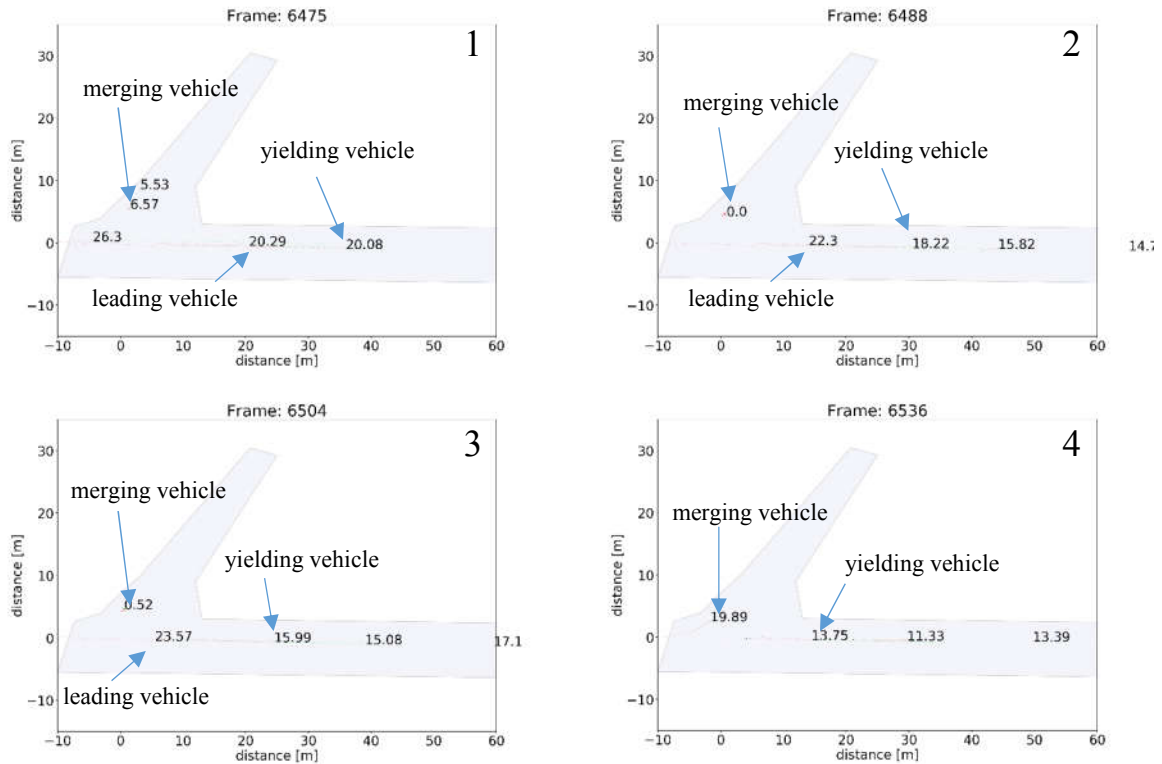 Frame: 6475
1
merging vehicle
yielding vehicle
leading vehicle
5.53
6.57
26.3
20.29
20.08
30
20
10
0
−10
distance [m]
−10 0 10 20 30 40 50 60
distance [m]
Frame: 6488
2
merging vehicle
yielding vehicle
leading vehicle
0.0
22.3
18.22
15.82
30
20
10
0
−10
distance [m]
−10 0 10 20 30 40 50 60
distance [m]
14.7
Frame: 6504
3
merging vehicle
yielding vehicle
leading vehicle
0.52
23.57
15.99
15.08
17.1
30
20
10
0
−10
distance [m]
−10 0 10 20 30 40 50 60
distance [m]
Frame: 6536
4
merging vehicle
yielding vehicle
19.89
13.75
11.33
13.39
30
20
10
0
−10
distance [m]
−10 0 10 20 30 40 50 60
distance [m]